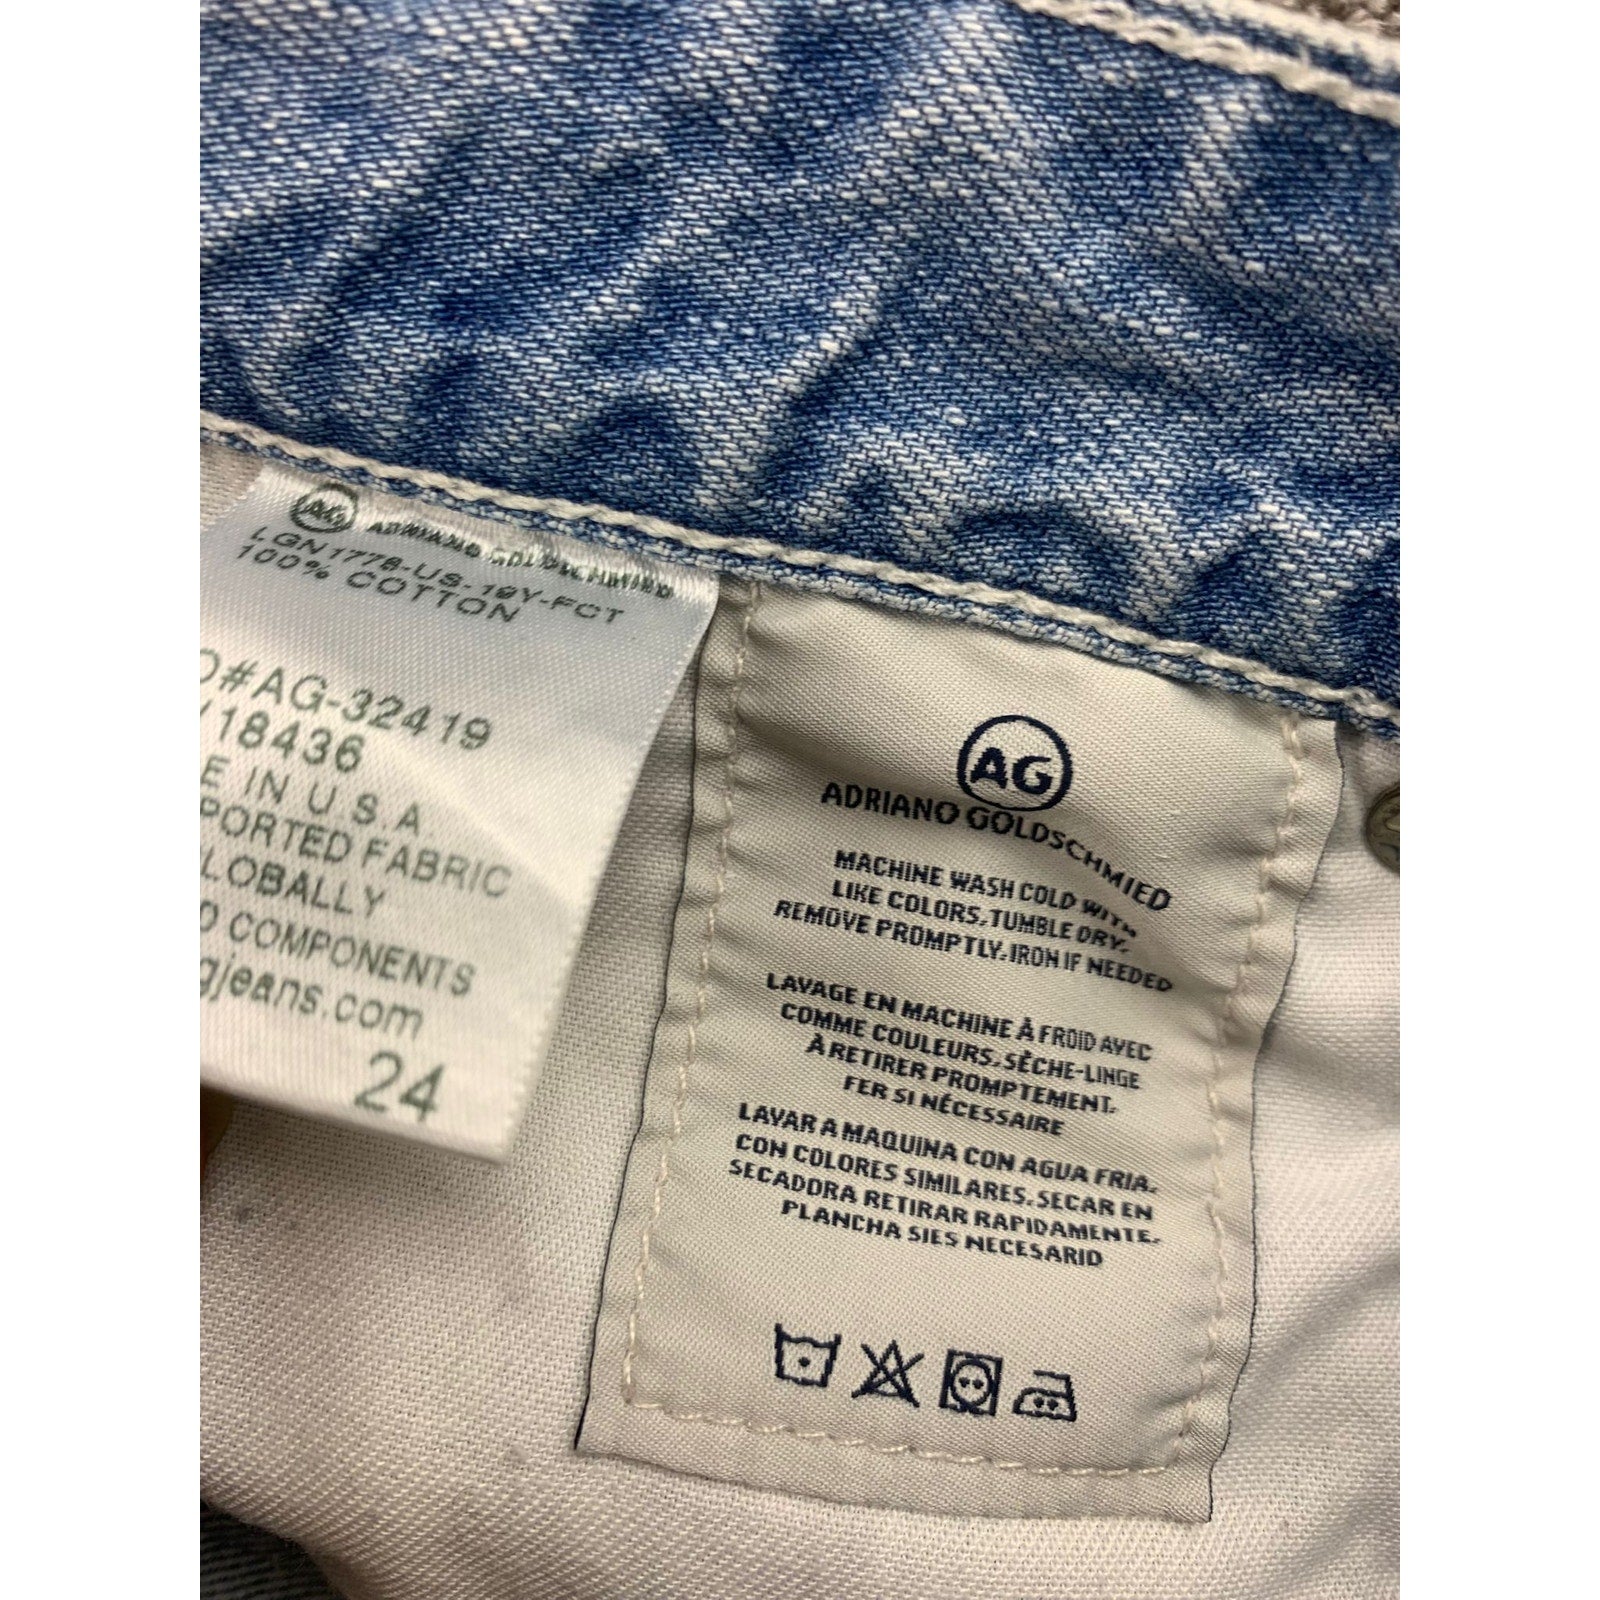 AG ADRIANO GOLDSCHMIED
LGN1778-US-19Y-FCT
100% COTTON
O#AG-32419
/18436
E IN U.S.A
PORTED FABRIC
LOBALLY
D COMPONENTS
gjeans.com
24
AG
ADRIANO GOLDSCHMIED
MACHINE WASH COLD WITH
LIKE COLORS, TUMBLE DRY,
REMOVE PROMPTLY, IRON IF NEEDED
LAVAGE EN MACHINE À FROID AVEC
COMME COULEURS, SÈCHE-LINGE
À RETIRER PROMPTEMENT,
FER SI NÉCESSAIRE
LAVAR A MAQUINA CON AGUA FRIA,
CON COLORES SIMILARES, SECAR EN
SECADORA RETIRAR RAPIDAMENTE,
PLANCHA SIES NECESARIO